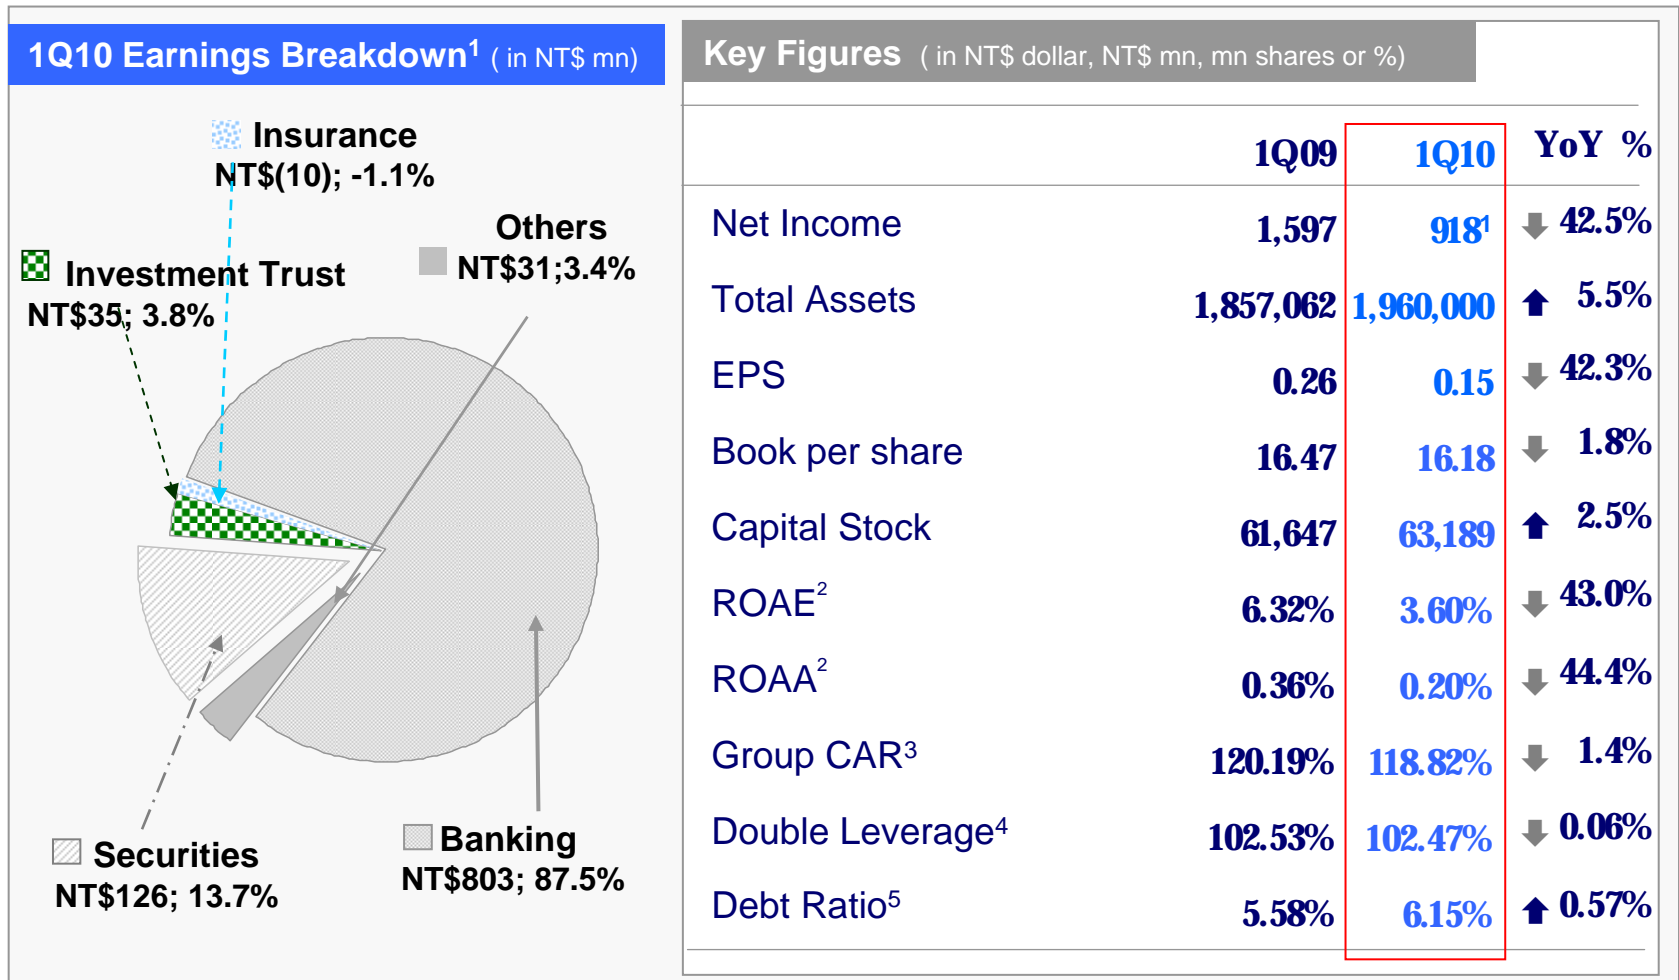 1Q10 Earnings Breakdown1 ( in NT$ mn)
Insurance
NT$(10); -1.1%
Others
NT$31;3.4%
Investment Trust
NT$35; 3.8%
Securities
NT$126; 13.7%
Banking
NT$803; 87.5%
Key Figures ( in NT$ dollar, NT$ mn, mn shares or %)
1Q09 1Q10 YoY %
Net Income 1,597 918¹ 42.5%
Total Assets 1,857,062 1,960,000 5.5%
EPS 0.26 0.15 42.3%
Book per share 16.47 16.18 1.8%
Capital Stock 61,647 63,189 2.5%
ROAE² 6.32% 3.60% 43.0%
ROAA² 0.36% 0.20% 44.4%
Group CAR³ 120.19% 118.82% 1.4%
Double Leverage⁴ 102.53% 102.47% 0.06%
Debt Ratio⁵ 5.58% 6.15% 0.57%